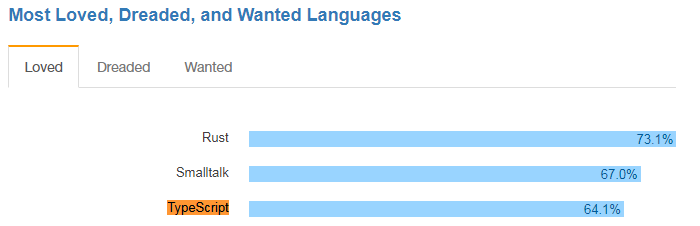 Most Loved, Dreaded, and Wanted Languages
Loved Dreaded Wanted
Rust 73.1%
Smalltalk 67.0%
TypeScript 64.1%